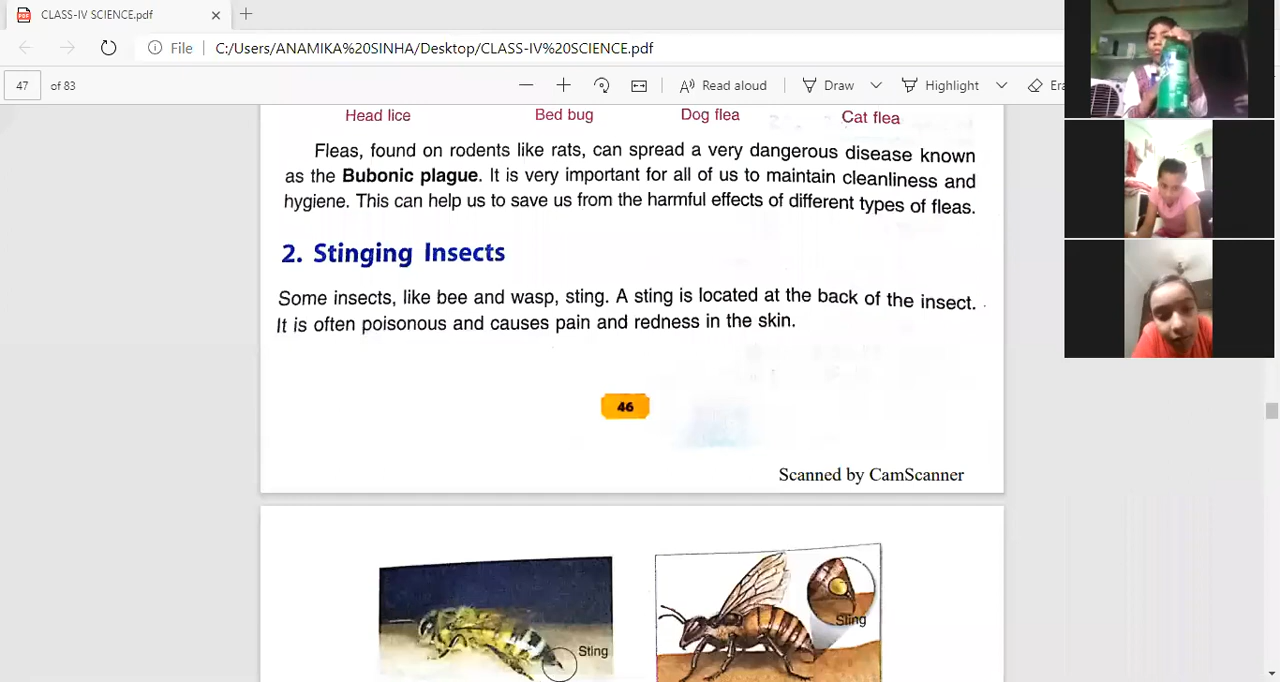 CLASS-IV SCIENCE.pdf
File C:/Users/ANAMIKA%20SINHA/Desktop/CLASS-IV%20SCIENCE.pdf
47 of 83 Read aloud Draw Highlight Era
Head lice Bed bug Dog flea Cat flea
Fleas, found on rodents like rats, can spread a very dangerous disease known
as the Bubonic plague. It is very important for all of us to maintain cleanliness and
hygiene. This can help us to save us from the harmful effects of different types of fleas.
2. Stinging Insects
Some insects, like bee and wasp, sting. A sting is located at the back of the insect.
It is often poisonous and causes pain and redness in the skin.
46
Scanned by CamScanner
Sting
Sting